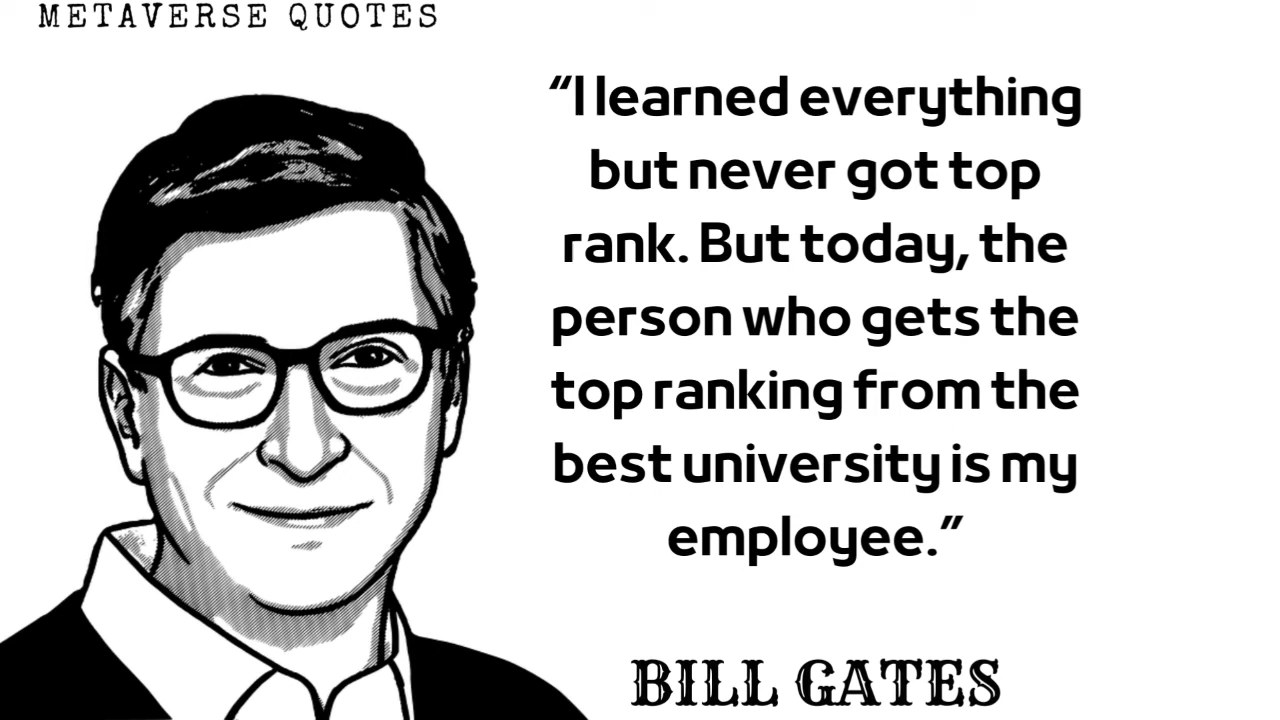 METAVERSE QUOTES
“I learned everything
but never got top
rank. But today, the
person who gets the
top ranking from the
best university is my
employee.”
BILL GATES